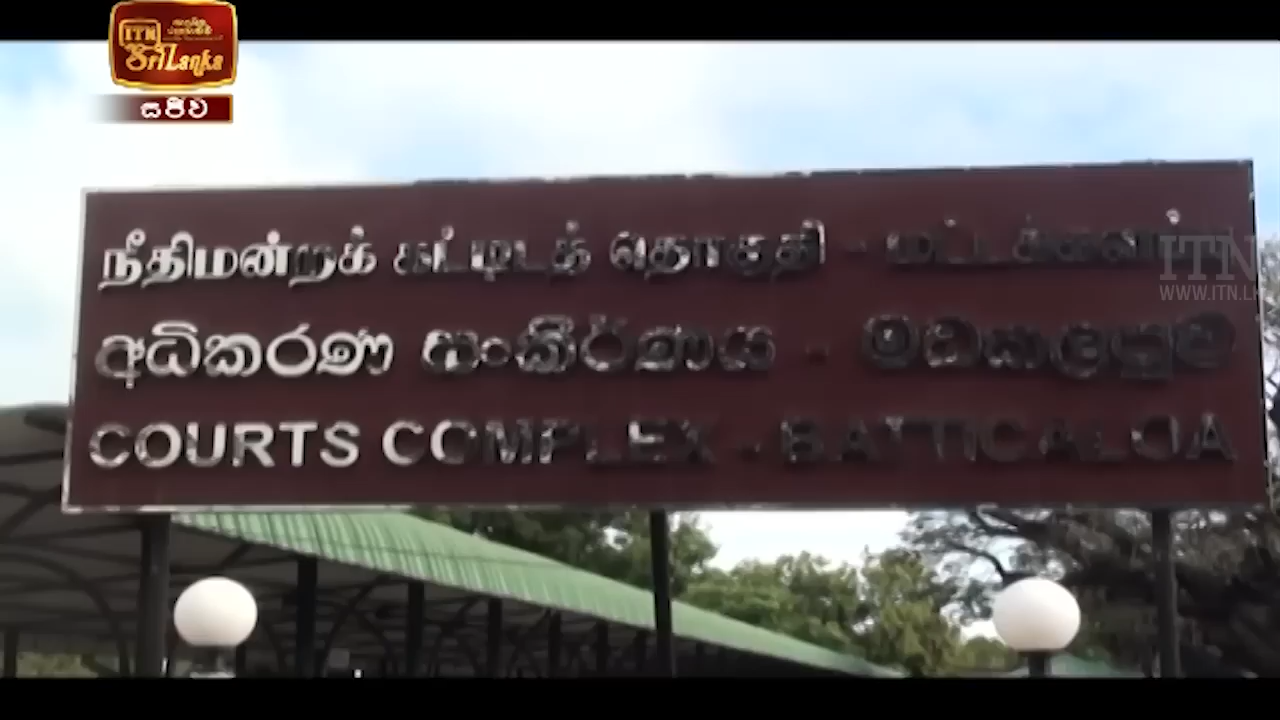 ITN
SriLanka
සජීව
நீதிமன்றக் கட்டிடத் தொகுதி - மட்டக்களப்பு
අධිකරණ සංකීර්ණය - මඩකලපුව
COURTS COMPLEX - BATTICALOA
ITN
WWW.ITN.LK